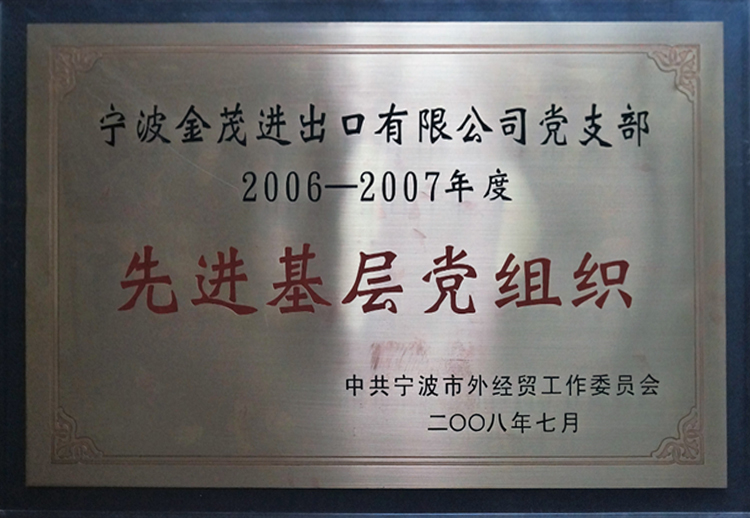 宁波金茂进出口有限公司党支部
2006—2007年度
先进基层党组织
中共宁波市外经贸工作委员会
二〇〇八年七月